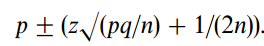 p ± (z√(pq/n) + 1/(2n)).